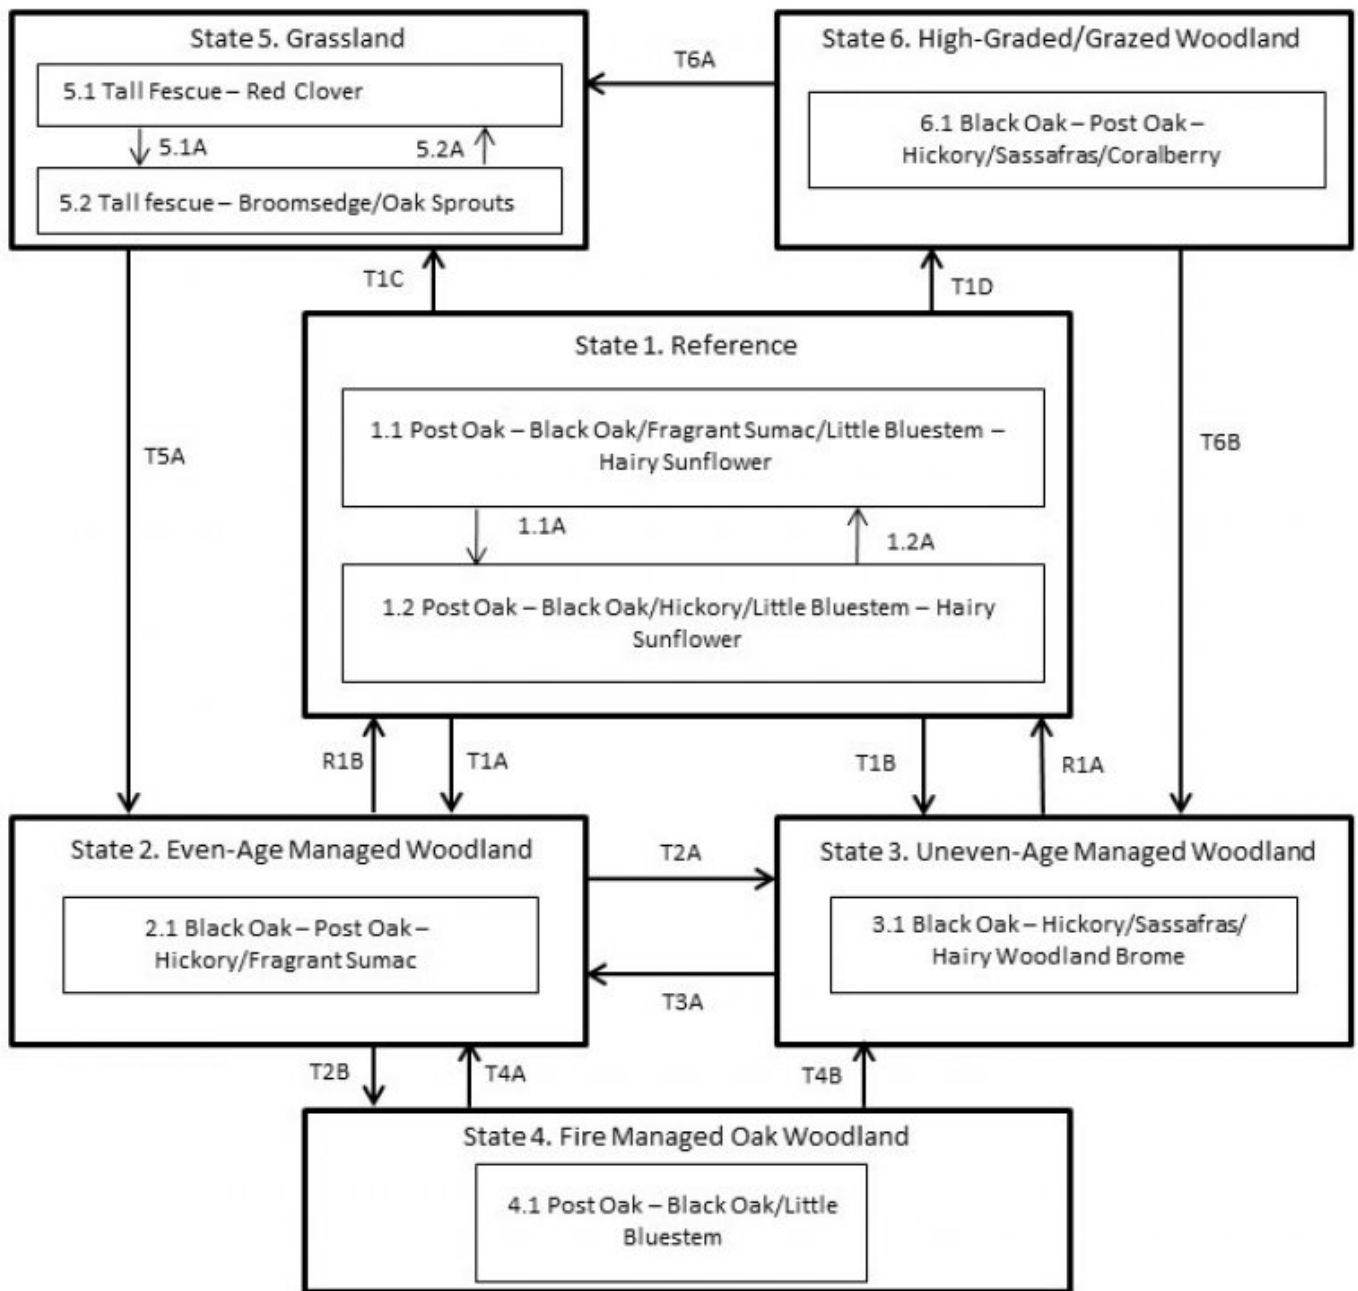 State 5. Grassland
5.1 Tall Fescue – Red Clover
5.1A
5.2A
5.2 Tall fescue – Broomsedge/Oak Sprouts
T6A
State 6. High-Graded/Grazed Woodland
6.1 Black Oak – Post Oak –
Hickory/Sassafras/Coralberry
T1C
T1D
State 1. Reference
1.1 Post Oak – Black Oak/Fragrant Sumac/Little Bluestem –
Hairy Sunflower
1.1A
1.2A
1.2 Post Oak – Black Oak/Hickory/Little Bluestem – Hairy
Sunflower
T5A
T6B
R1B
T1A
T1B
R1A
State 2. Even-Age Managed Woodland
2.1 Black Oak – Post Oak –
Hickory/Fragrant Sumac
T2A
T3A
State 3. Uneven-Age Managed Woodland
3.1 Black Oak – Hickory/Sassafras/
Hairy Woodland Brome
T2B
T4A
T4B
State 4. Fire Managed Oak Woodland
4.1 Post Oak – Black Oak/Little
Bluestem